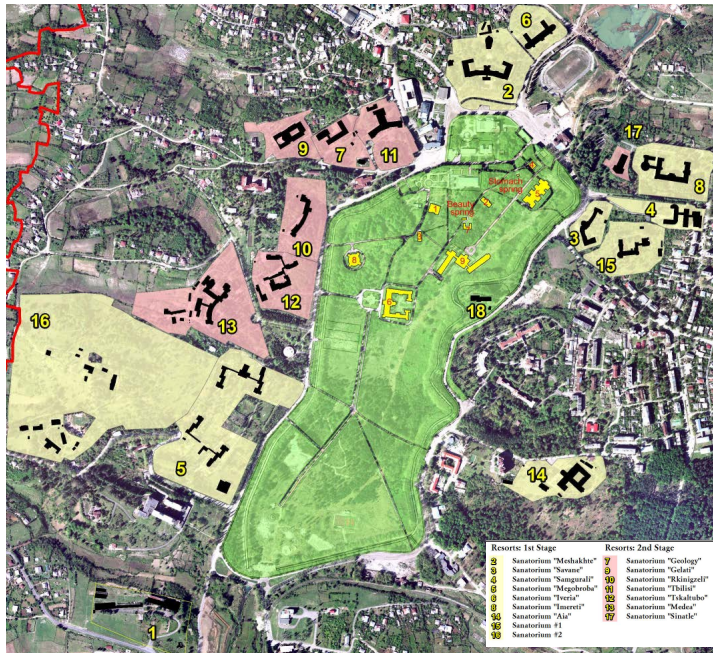 6
2
17
9
7
11
8
Stomach
spring
Beauty
spring
4
3
15
10
8
9
12
6
18
13
16
5
14
1
Resorts: 1st Stage
2 Sanatorium "Meshakhte"
3 Sanatorium "Savane"
4 Sanatorium "Samgurali"
5 Sanatorium "Megobroba"
6 Sanatorium "Iveria"
8 Sanatorium "Imereti"
14 Sanatorium "Aia"
15 Sanatorium #1
16 Sanatorium #2
Resorts: 2nd Stage
7 Sanatorium "Geology"
9 Sanatorium "Gelati"
10 Sanatorium "Rkinigzeli"
11 Sanatorium "Tbilisi"
12 Sanatorium "Tskaltubo"
13 Sanatorium "Medea"
17 Sanatorium "Sinatle"